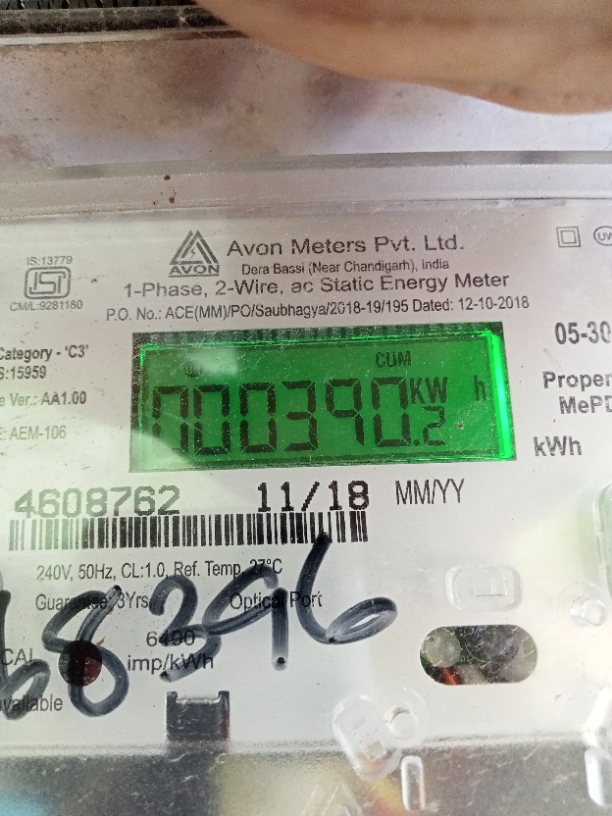 IS:13779
CM/L:9281180
AVON
Avon Meters Pvt. Ltd.
Dera Bassi (Near Chandigarh), India
1-Phase, 2-Wire, ac Static Energy Meter
P.O. No.: ACE(MM)/PO/Saubhagya/2018-19/195 Dated: 12-10-2018
Category - 'C3'
S:15959
e Ver.: AA1.00
E: AEM-106
CUM
000390.2
KW h
05-30
Proper
MePD
kWh
4608762
11/18 MM/YY
240V, 50Hz, CL:1.0, Ref. Temp. 27°C
Guarantee, 3Yrs. Optical Port
CAL
6400
imp/kWh
available
68396